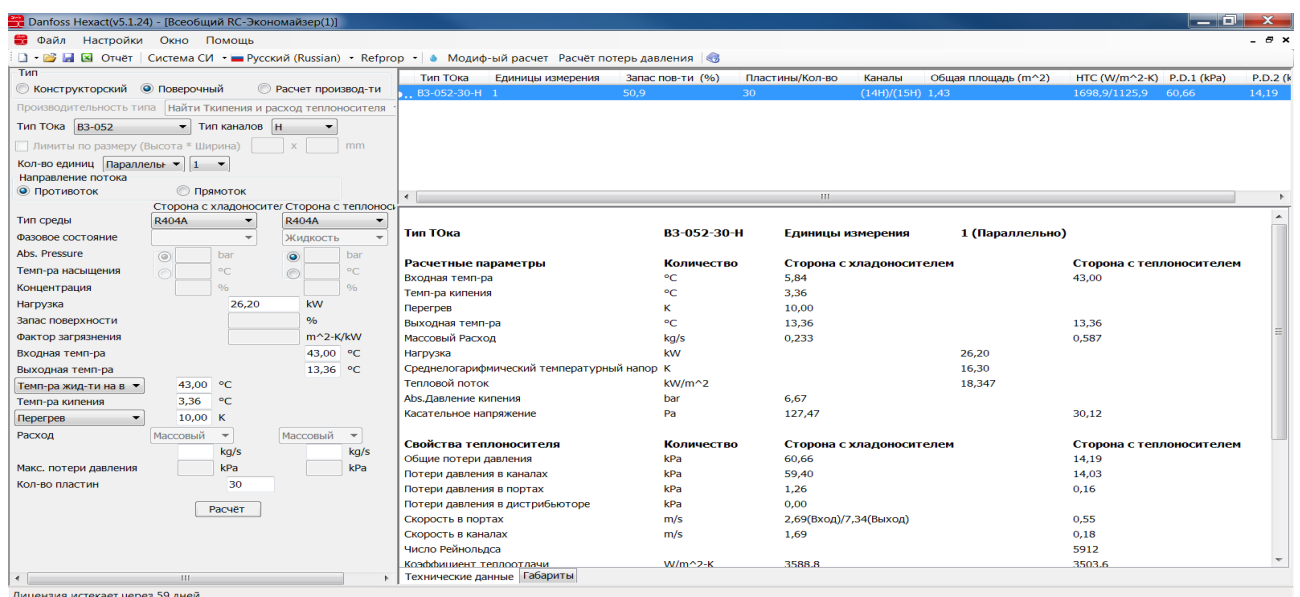 Danfoss Hexact(v5.1.24) - [Всеобщий RC-Экономайзер(1)]
Файл Настройки Окно Помощь
Отчёт Система СИ Русский (Russian) Refprop Модиф-ый расчет Расчёт потерь давления
Тип
Конструкторский Поверочный Расчет производ-ти
Производительность типа Найти Ткипения и расход теплоносителя
Тип ТОка B3-052 Тип каналов H
Лимиты по размеру (Высота * Ширина) x mm
Кол-во единиц Параллельн 1
Направление потока
Противоток Прямоток
Сторона с хладоносител Сторона с теплоноси
Тип среды R404A R404A
Фазовое состояние Жидкость
Abs. Pressure bar bar
Темп-ра насыщения °C °C
Концентрация % %
Нагрузка 26,20 kW
Запас поверхности %
Фактор загрязнения m^2-K/kW
Входная темп-ра 43,00 °C
Выходная темп-ра 13,36 °C
Темп-ра жид-ти на в 43,00 °C
Темп-ра кипения 3,36 °C
Перегрев 10,00 K
Расход Массовый Массовый
kg/s kg/s
Макс. потери давления kPa kPa
Кол-во пластин 30
Расчёт
Тип ТОка Единицы измерения Запас пов-ти (%) Пластины/Кол-во Каналы Общая площадь (m^2) HTC (W/m^2-K) P.D.1 (kPa) P.D.2 (k
B3-052-30-H 1 50,9 30 (14H)/(15H) 1,43 1698,9/1125,9 60,66 14,19
Тип ТОка B3-052-30-H Единицы измерения 1 (Параллельно)
Расчетные параметры Количество Сторона с хладоносителем Сторона с теплоносителем
Входная темп-ра °C 5,84 43,00
Темп-ра кипения °C 3,36
Перегрев K 10,00
Выходная темп-ра °C 13,36 13,36
Массовый Расход kg/s 0,233 0,587
Нагрузка kW 26,20
Среднелогарифмический температурный напор K 16,30
Тепловой поток kW/m^2 18,347
Abs.Давление кипения bar 6,67
Касательное напряжение Pa 127,47 30,12
Свойства теплоносителя Количество Сторона с хладоносителем Сторона с теплоносителем
Общие потери давления kPa 60,66 14,19
Потери давления в каналах kPa 59,40 14,03
Потери давления в портах kPa 1,26 0,16
Потери давления в дистрибьюторе kPa 0,00
Скорость в портах m/s 2,69(Вход)/7,34(Выход) 0,55
Скорость в каналах m/s 1,69 0,18
Число Рейнольдса 5912
Коэффициент теплоотдачи W/m^2-K 3588,8 3503,6
Технические данные Габариты
Лицензия истекает через 59 дней